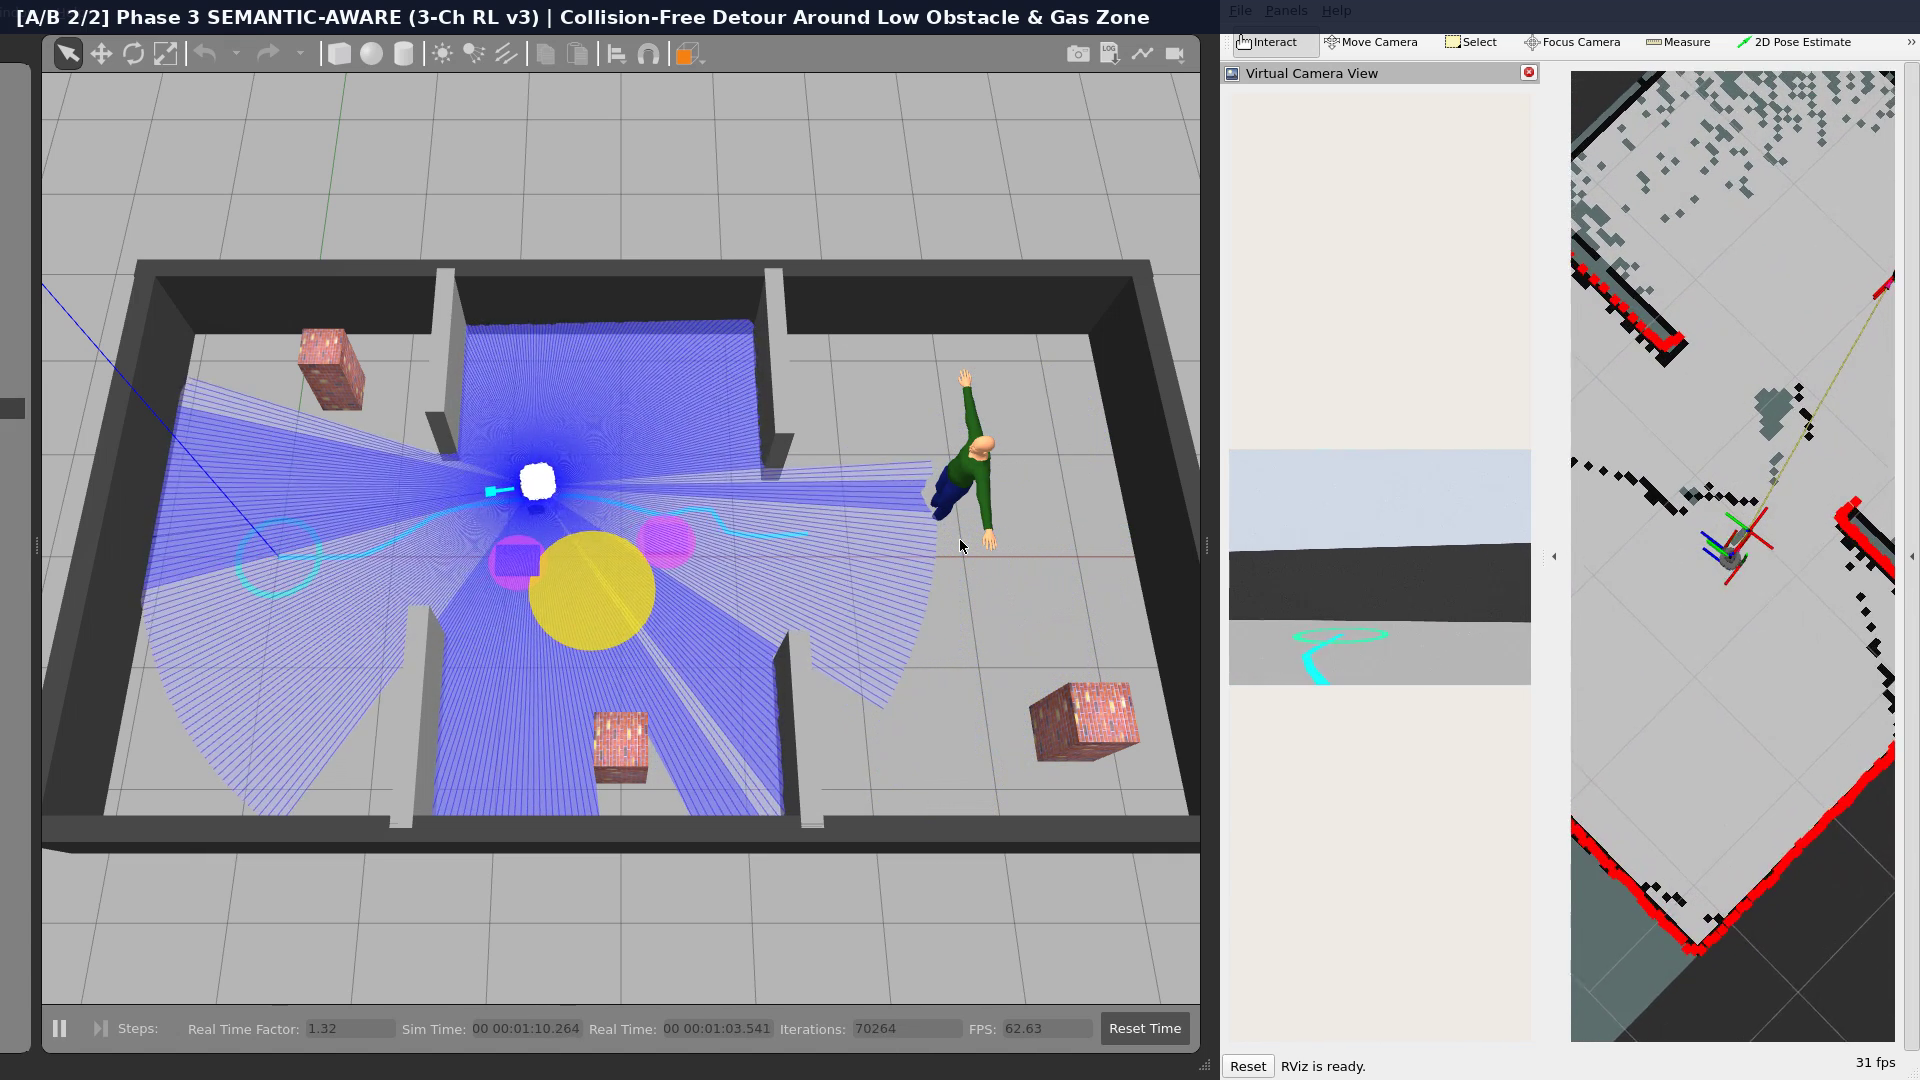 [A/B 2/2] Phase 3 SEMANTIC-AWARE (3-Ch RL v3) | Collision-Free Detour Around Low Obstacle & Gas Zone
File Panels Help
Interact Move Camera Select Focus Camera Measure 2D Pose Estimate »
LOG
Virtual Camera View
Steps: Real Time Factor: 1.32 Sim Time: 00 00:01:10.264 Real Time: 00 00:01:03.541 Iterations: 70264 FPS: 62.63 Reset Time
Reset RViz is ready. 31 fps